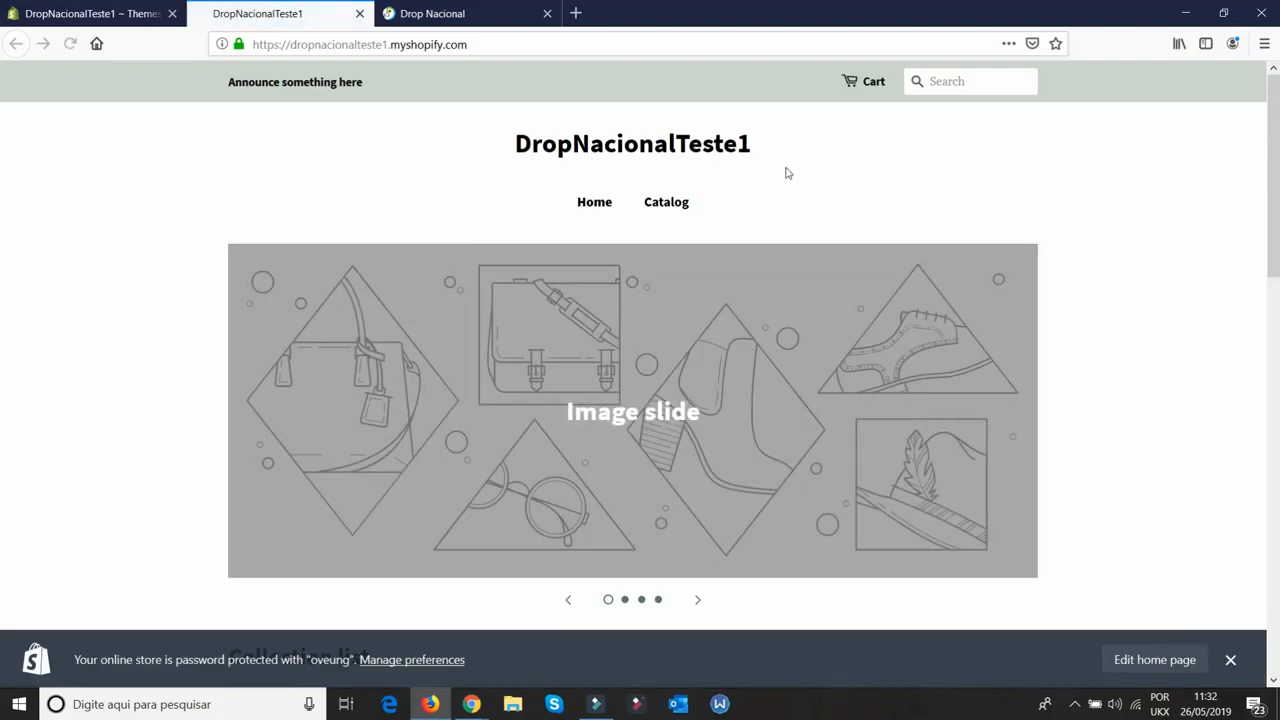 DropNacionalTeste1 ~ Themes
DropNacionalTeste1
Drop Nacional
https://dropnacionalteste1.myshopify.com
Announce something here
Cart
Search
DropNacionalTeste1
Home
Catalog
Image slide
Your online store is password protected with "oveung". Manage preferences
Edit home page
Digite aqui para pesquisar
POR
UKX
11:32
26/05/2019
23